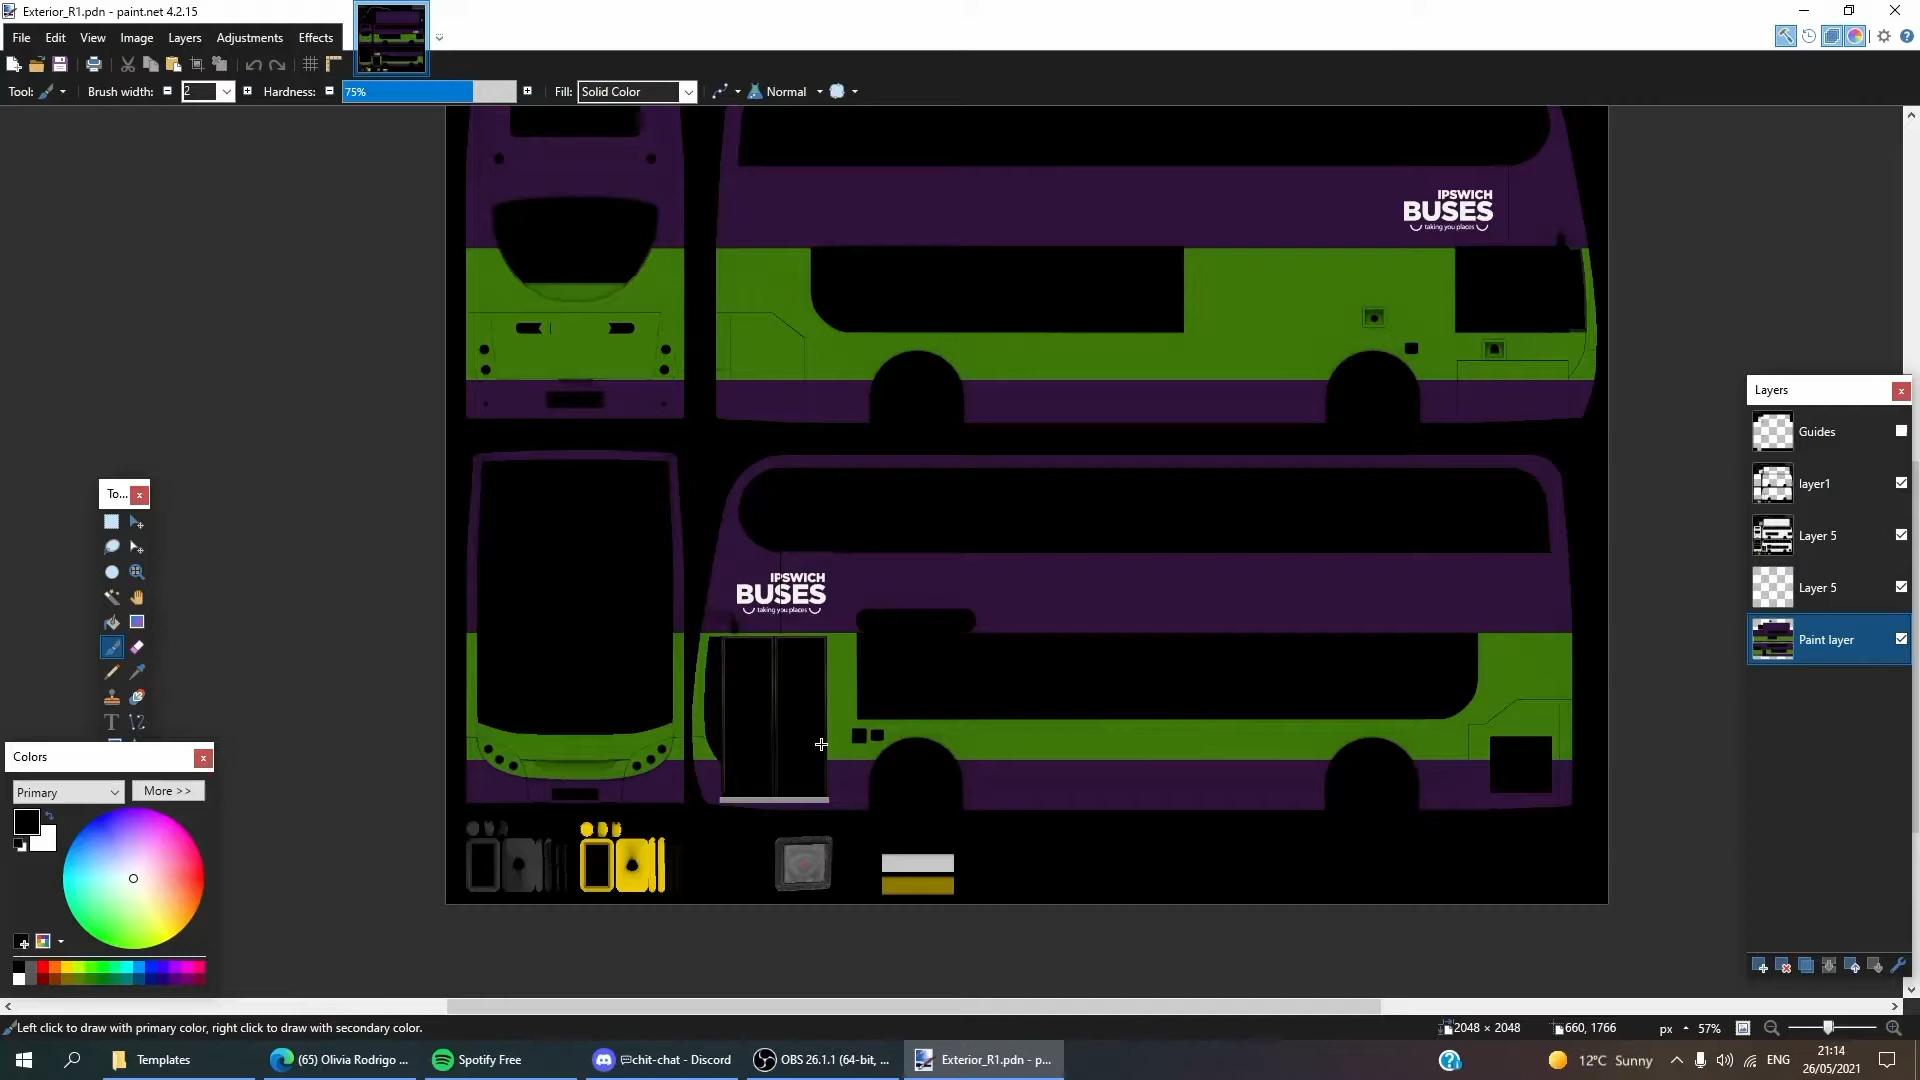 Exterior_R1.pdn - paint.net 4.2.15
File Edit View Image Layers Adjustments Effects
Tool: Brush width: 2 Hardness: 75% Fill: Solid Color Normal
IPSWICH
BUSES
taking you places
Layers
Guides
layer1
Layer 5
Layer 5
Paint layer
To...
IPSWICH
BUSES
taking you places
Colors
Primary More >>
Left click to draw with primary color, right click to draw with secondary color.
2048 × 2048 660, 1766 px 57%
Templates (65) Olivia Rodrigo ... Spotify Free chit-chat - Discord OBS 26.1.1 (64-bit, ... Exterior_R1.pdn - p... 12°C Sunny ENG 21:14
26/05/2021